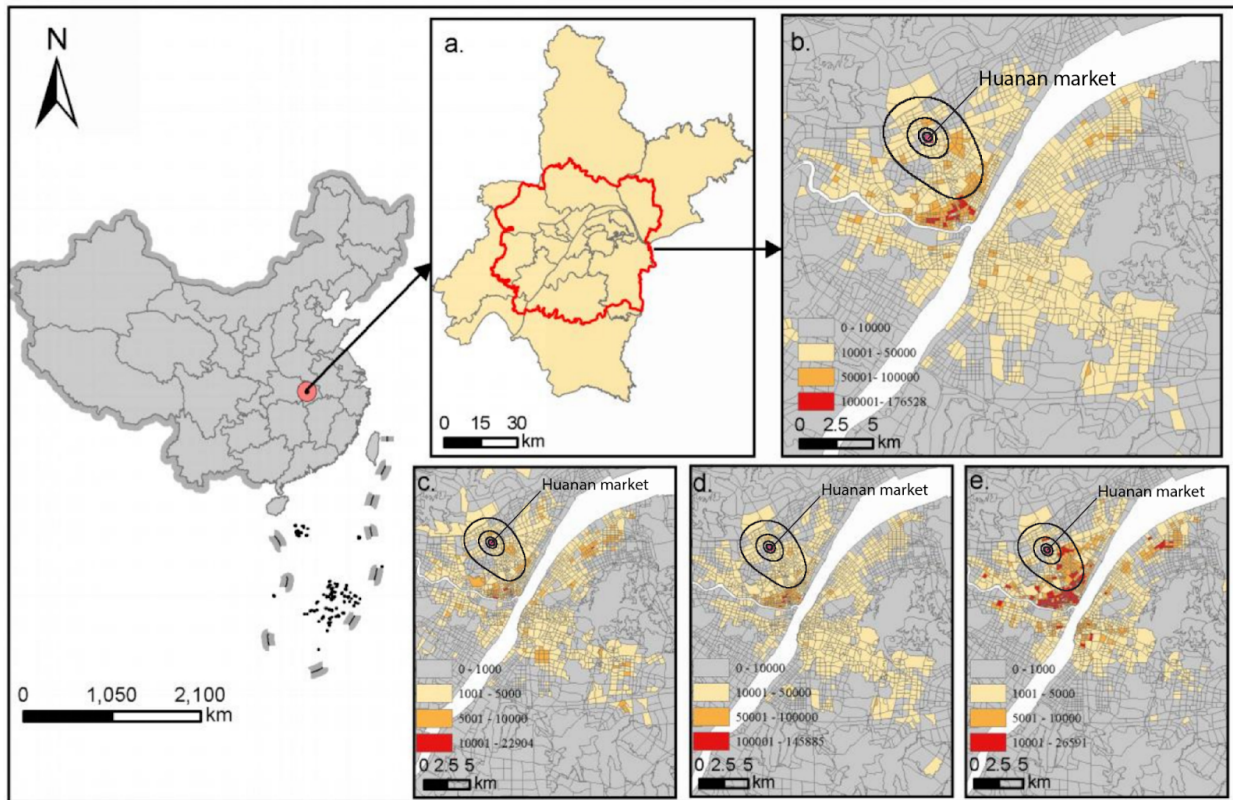 N
0
1,050
2,100
km
a.
0
15
30
km
b.
Huanan market
0 - 10000
10001 - 50000
50001- 100000
100001- 176528
0
2.5
5
km
c.
Huanan market
0 - 1000
1001 - 5000
5001 - 10000
10001 - 22904
0 2.5 5
km
d.
Huanan market
0 - 10000
10001 - 50000
50001 - 100000
100001 - 145885
0 2.5 5
km
e.
Huanan market
0 - 1000
1001 - 5000
5001 - 10000
10001 - 26591
0 2.5 5
km